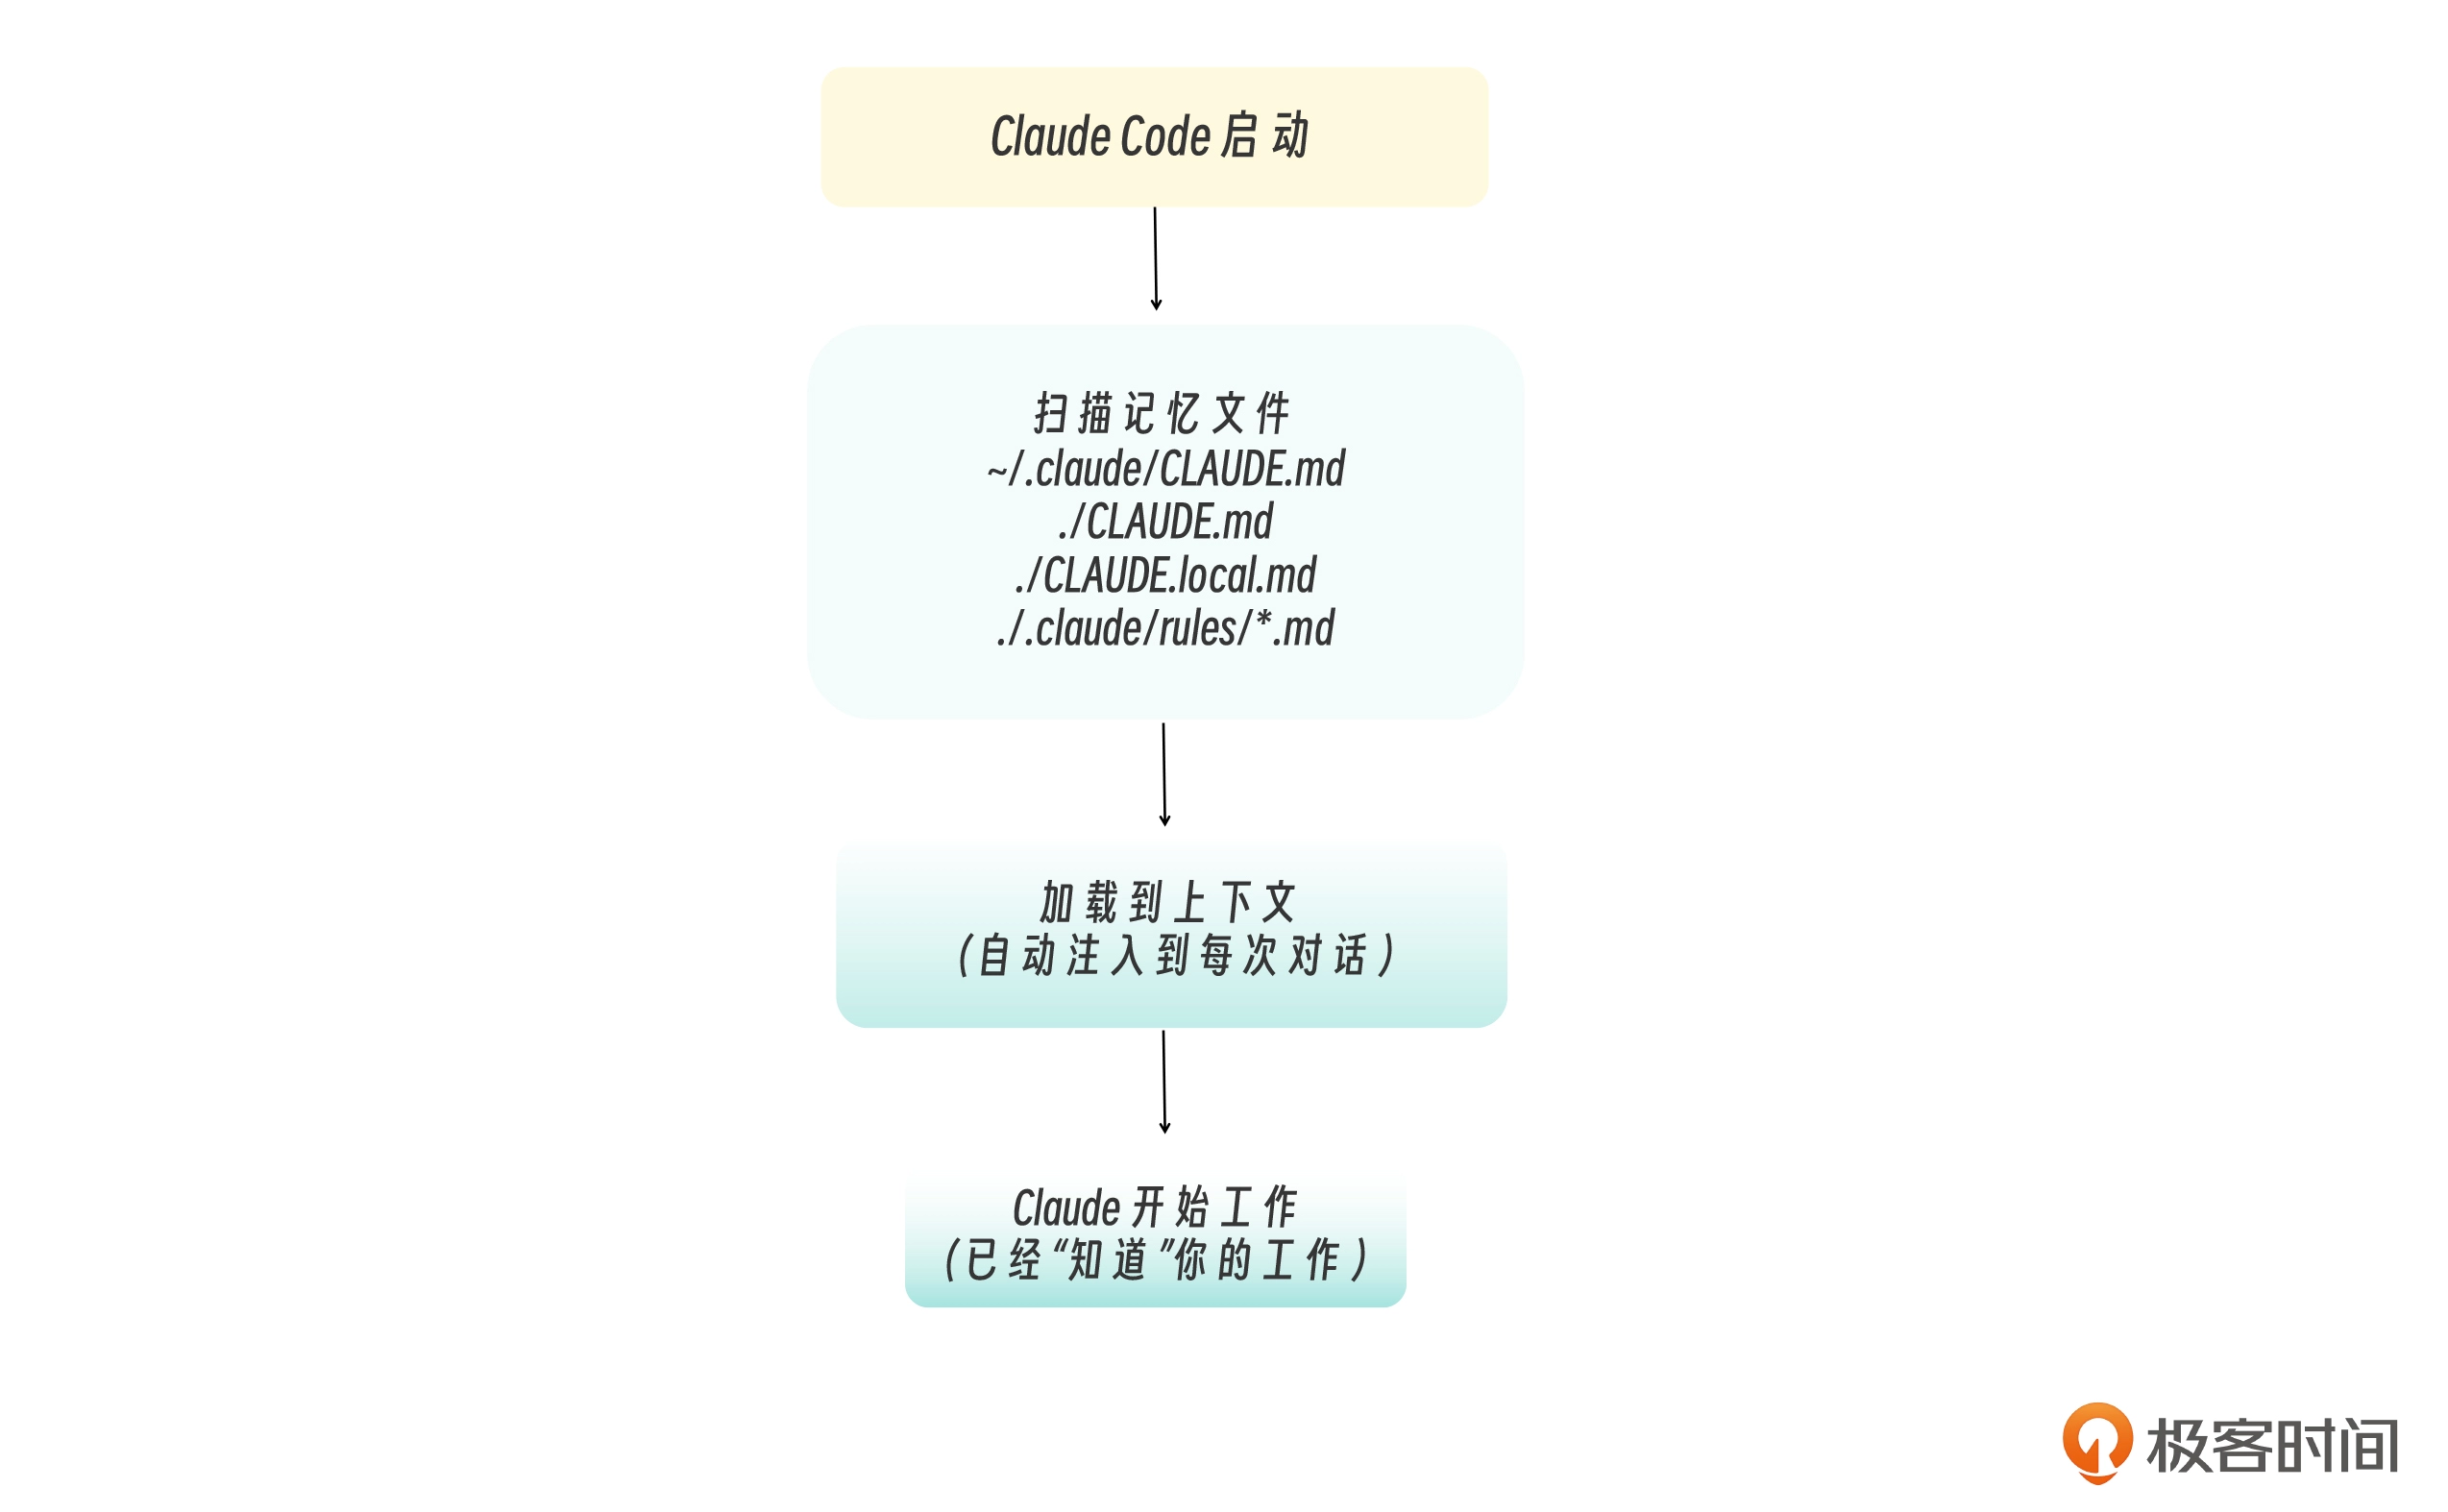 Claude Code 启动
扫描记忆文件
~/.claude/CLAUDE.md
./CLAUDE.md
./CLAUDE.local.md
./.claude/rules/*.md
加载到上下文
（自动注入到每次对话）
Claude 开始工作
（已经“知道”你的工作）
极客时间